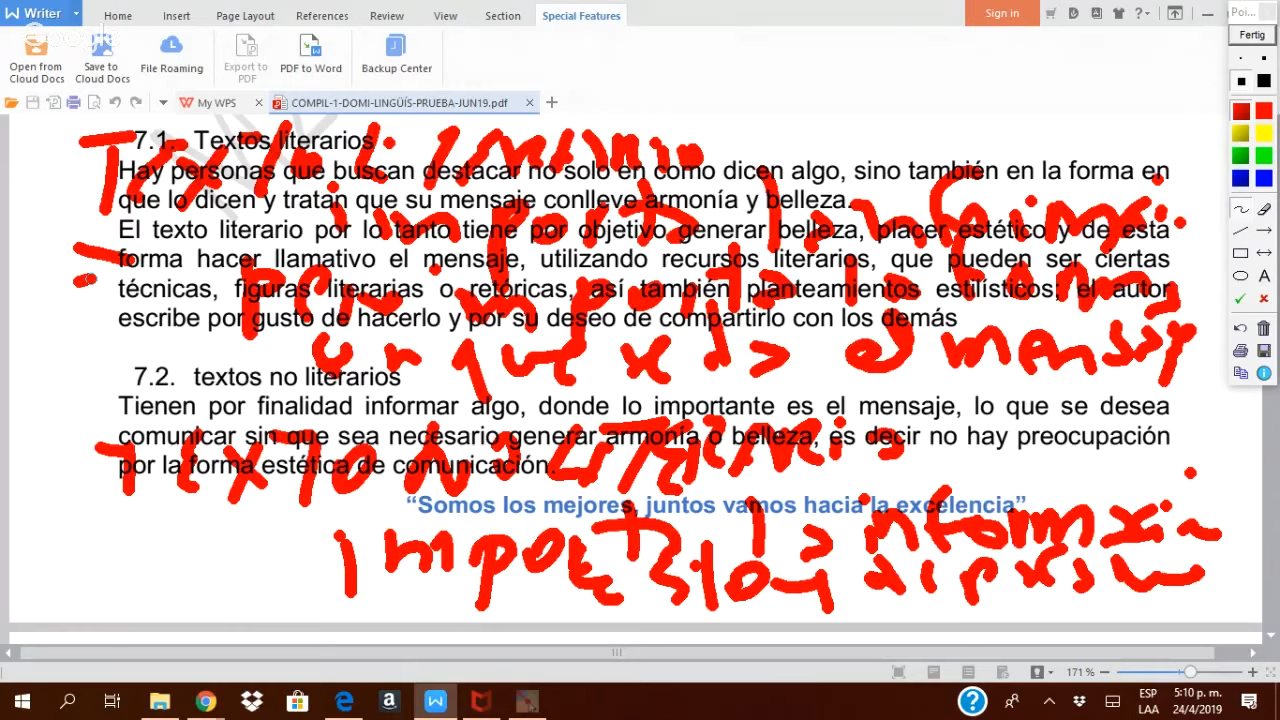 Writer
Home Insert Page Layout References Review View Section Special Features
Sign in
Open from Cloud Docs
Save to Cloud Docs
File Roaming
Export to PDF
PDF to Word
Backup Center
My WPS
COMPIL-1-DOMI-LINGÜÍS-PRUEBA-JUN19.pdf
Fertig
7.1. Textos literarios
Hay personas que buscan destacar no solo en como dicen algo, sino también en la forma en
que lo dicen y tratan que su mensaje conlleve armonía y belleza.
El texto literario por lo tanto tiene por objetivo generar belleza, placer estético y de esta
forma hacer llamativo el mensaje, utilizando recursos literarios, que pueden ser ciertas
técnicas, figuras literarias o retóricas, así también planteamientos estilísticos; el autor
escribe por gusto de hacerlo y por su deseo de compartirlo con los demás
7.2. textos no literarios
Tienen por finalidad informar algo, donde lo importante es el mensaje, lo que se desea
comunicar sin que sea necesario generar armonía o belleza, es decir no hay preocupación
por la forma estética de comunicación.
"Somos los mejores, juntos vamos hacia la excelencia"
importa la
importa la forma
en que el mensaje
TEXTO NO LITERARIO
importa la
171 %
ESP
LAA
5:10 p. m.
24/4/2019